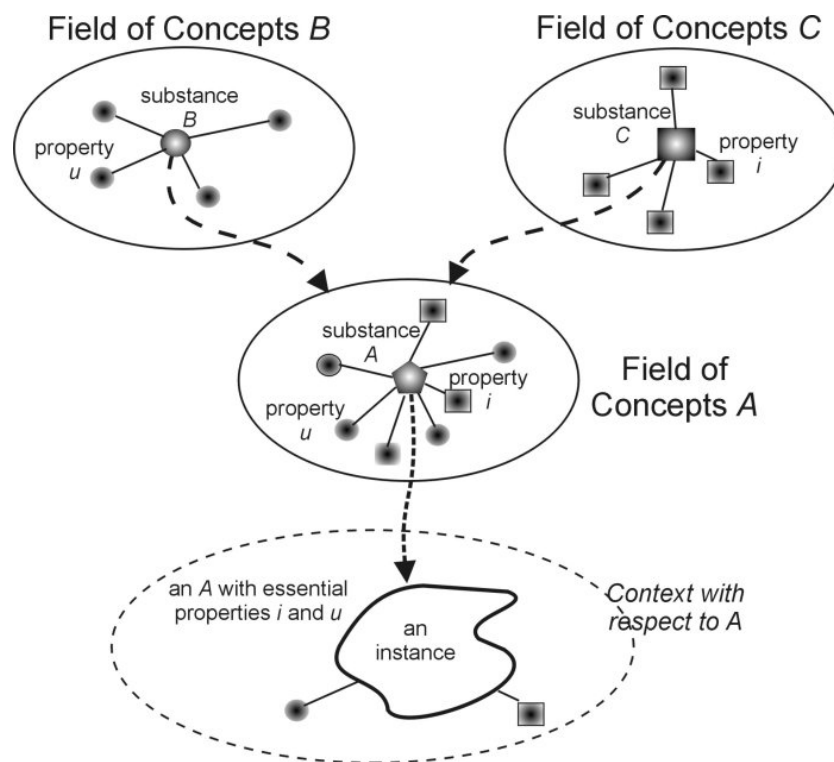 Field of Concepts B
substance
B
property
u
Field of Concepts C
substance
C
property
i
substance
A
property
i
property
u
Field of
Concepts A
an A with essential
properties i and u
an
instance
Context with
respect to A